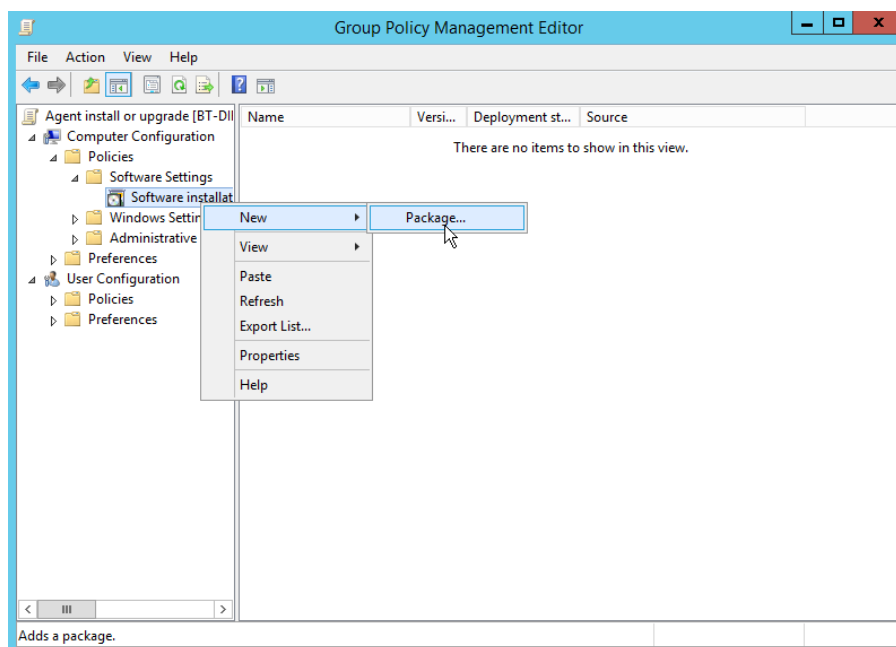 Group Policy Management Editor
File Action View Help
Agent install or upgrade [BT-DII
Name Versi... Deployment st... Source
Computer Configuration
There are no items to show in this view.
Policies
Software Settings
Software installat
New Package...
Windows Settin
Administrative
View
Preferences
User Configuration
Paste
Policies
Refresh
Preferences
Export List...
Properties
Help
Adds a package.